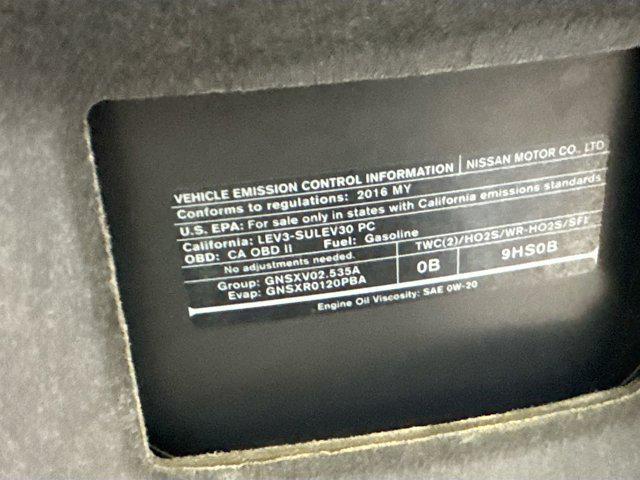 VEHICLE EMISSION CONTROL INFORMATION | NISSAN MOTOR CO., LTD
Conforms to regulations: 2016 MY
U.S. EPA: For sale only in states with California emissions standards
California: LEV3-SULEV30 PC
OBD: CA OBD II Fuel: Gasoline
No adjustments needed.
TWC(2)/HO2S/WR-HO2S/SFI
Group: GNSXV02.535A
Evap: GNSXR0120PBA
0B
9HS0B
Engine Oil Viscosity: SAE 0W-20